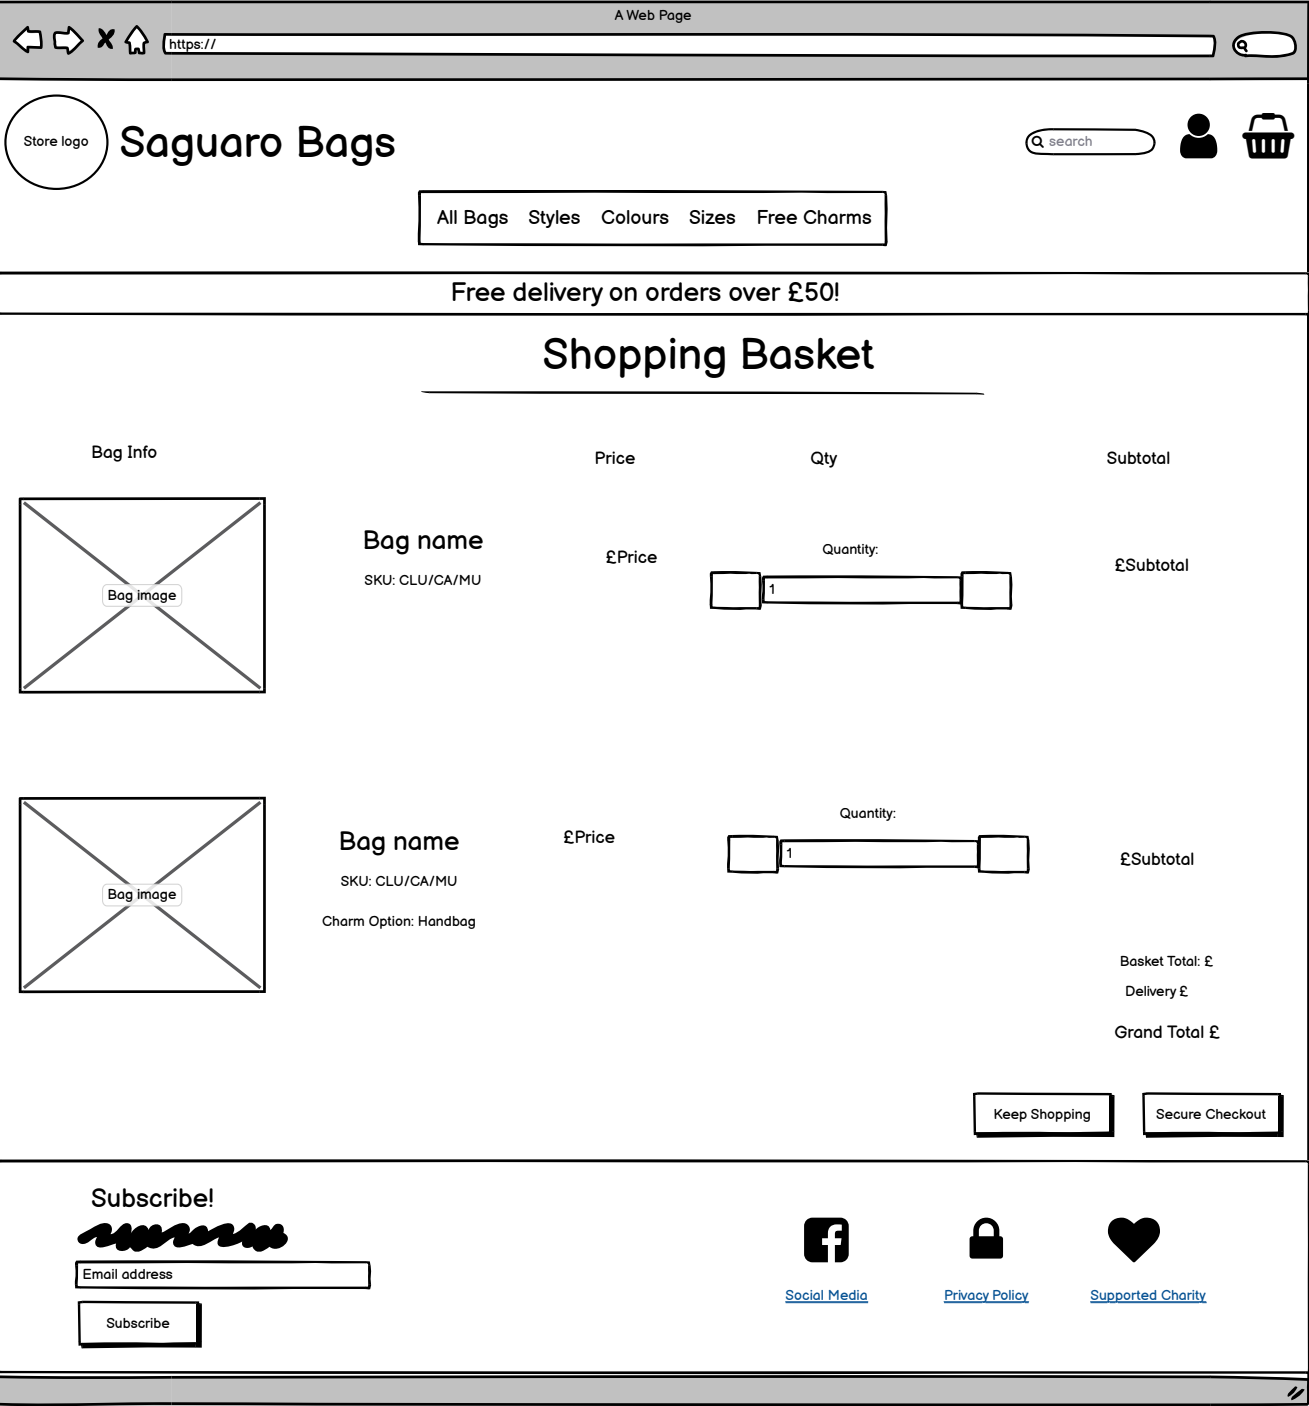 A Web Page
https://
Store logo
Saguaro Bags
search
All Bags Styles Colours Sizes Free Charms
Free delivery on orders over £50!
Shopping Basket
Bag Info Price Qty Subtotal
Bag image
Bag name
SKU: CLU/CA/MU
£Price
Quantity:
1
£Subtotal
Bag image
Bag name
SKU: CLU/CA/MU
Charm Option: Handbag
£Price
Quantity:
1
£Subtotal
Basket Total: £
Delivery £
Grand Total £
Keep Shopping Secure Checkout
Subscribe!
Email address
Subscribe
Social Media Privacy Policy Supported Charity